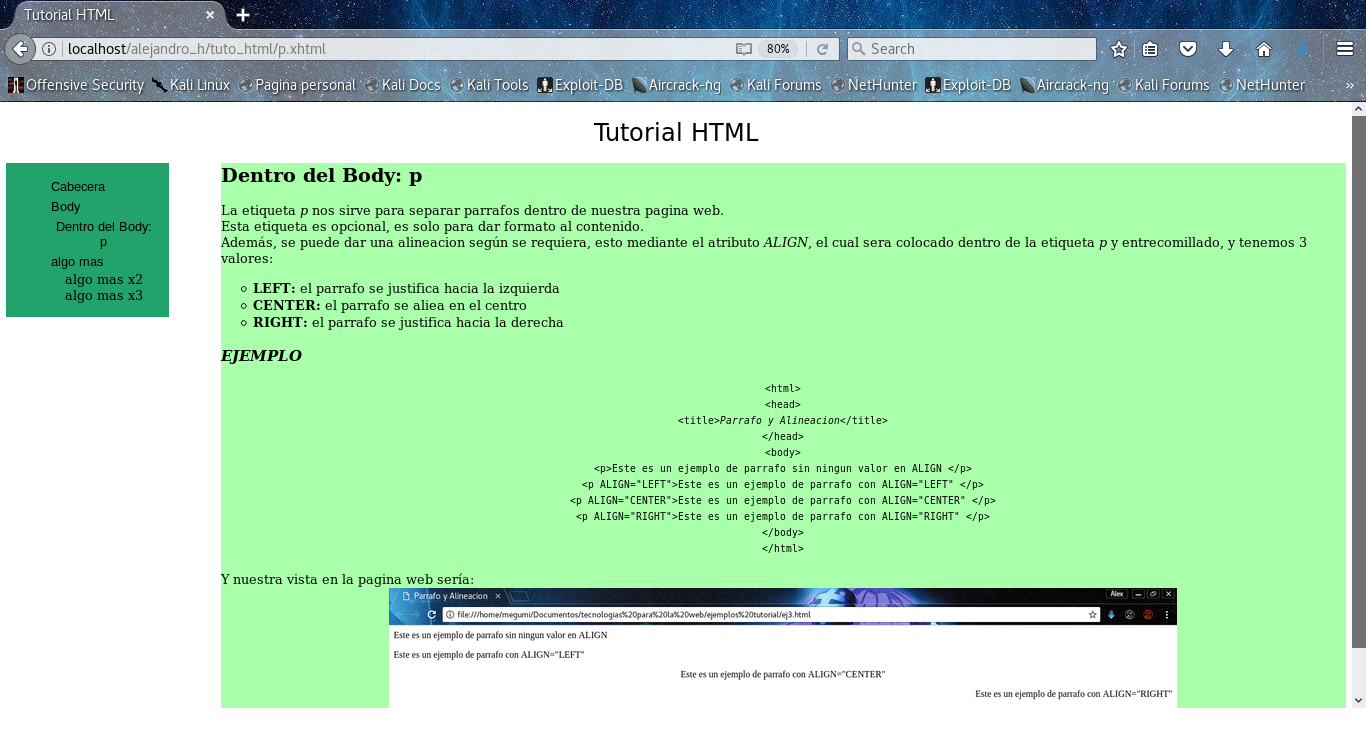 Tutorial HTML
localhost/alejandro_h/tuto_html/p.xhtml
80%
Search
Offensive Security Kali Linux Pagina personal Kali Docs Kali Tools Exploit-DB Aircrack-ng Kali Forums NetHunter Exploit-DB Aircrack-ng Kali Forums NetHunter
Tutorial HTML
Cabecera
Body
Dentro del Body:
p
algo mas
algo mas x2
algo mas x3
Dentro del Body: p
La etiqueta p nos sirve para separar parrafos dentro de nuestra pagina web.
Esta etiqueta es opcional, es solo para dar formato al contenido.
Además, se puede dar una alineacion según se requiera, esto mediante el atributo ALIGN, el cual sera colocado dentro de la etiqueta p y entrecomillado, y tenemos 3
valores:
LEFT: el parrafo se justifica hacia la izquierda
CENTER: el parrafo se aliea en el centro
RIGHT: el parrafo se justifica hacia la derecha
EJEMPLO
<html>
<head>
<title>Parrafo y Alineacion</title>
</head>
<body>
<p>Este es un ejemplo de parrafo sin ningun valor en ALIGN </p>
<p ALIGN="LEFT">Este es un ejemplo de parrafo con ALIGN="LEFT" </p>
<p ALIGN="CENTER">Este es un ejemplo de parrafo con ALIGN="CENTER" </p>
<p ALIGN="RIGHT">Este es un ejemplo de parrafo con ALIGN="RIGHT" </p>
</body>
</html>
Y nuestra vista en la pagina web sería:
Parrafo y Alineacion
Alex
file:///home/megumi/Documentos/tecnologias%20para%20la%20web/ejemplos%20tutorial/ej3.html
Este es un ejemplo de parrafo sin ningun valor en ALIGN
Este es un ejemplo de parrafo con ALIGN="LEFT"
Este es un ejemplo de parrafo con ALIGN="CENTER"
Este es un ejemplo de parrafo con ALIGN="RIGHT"